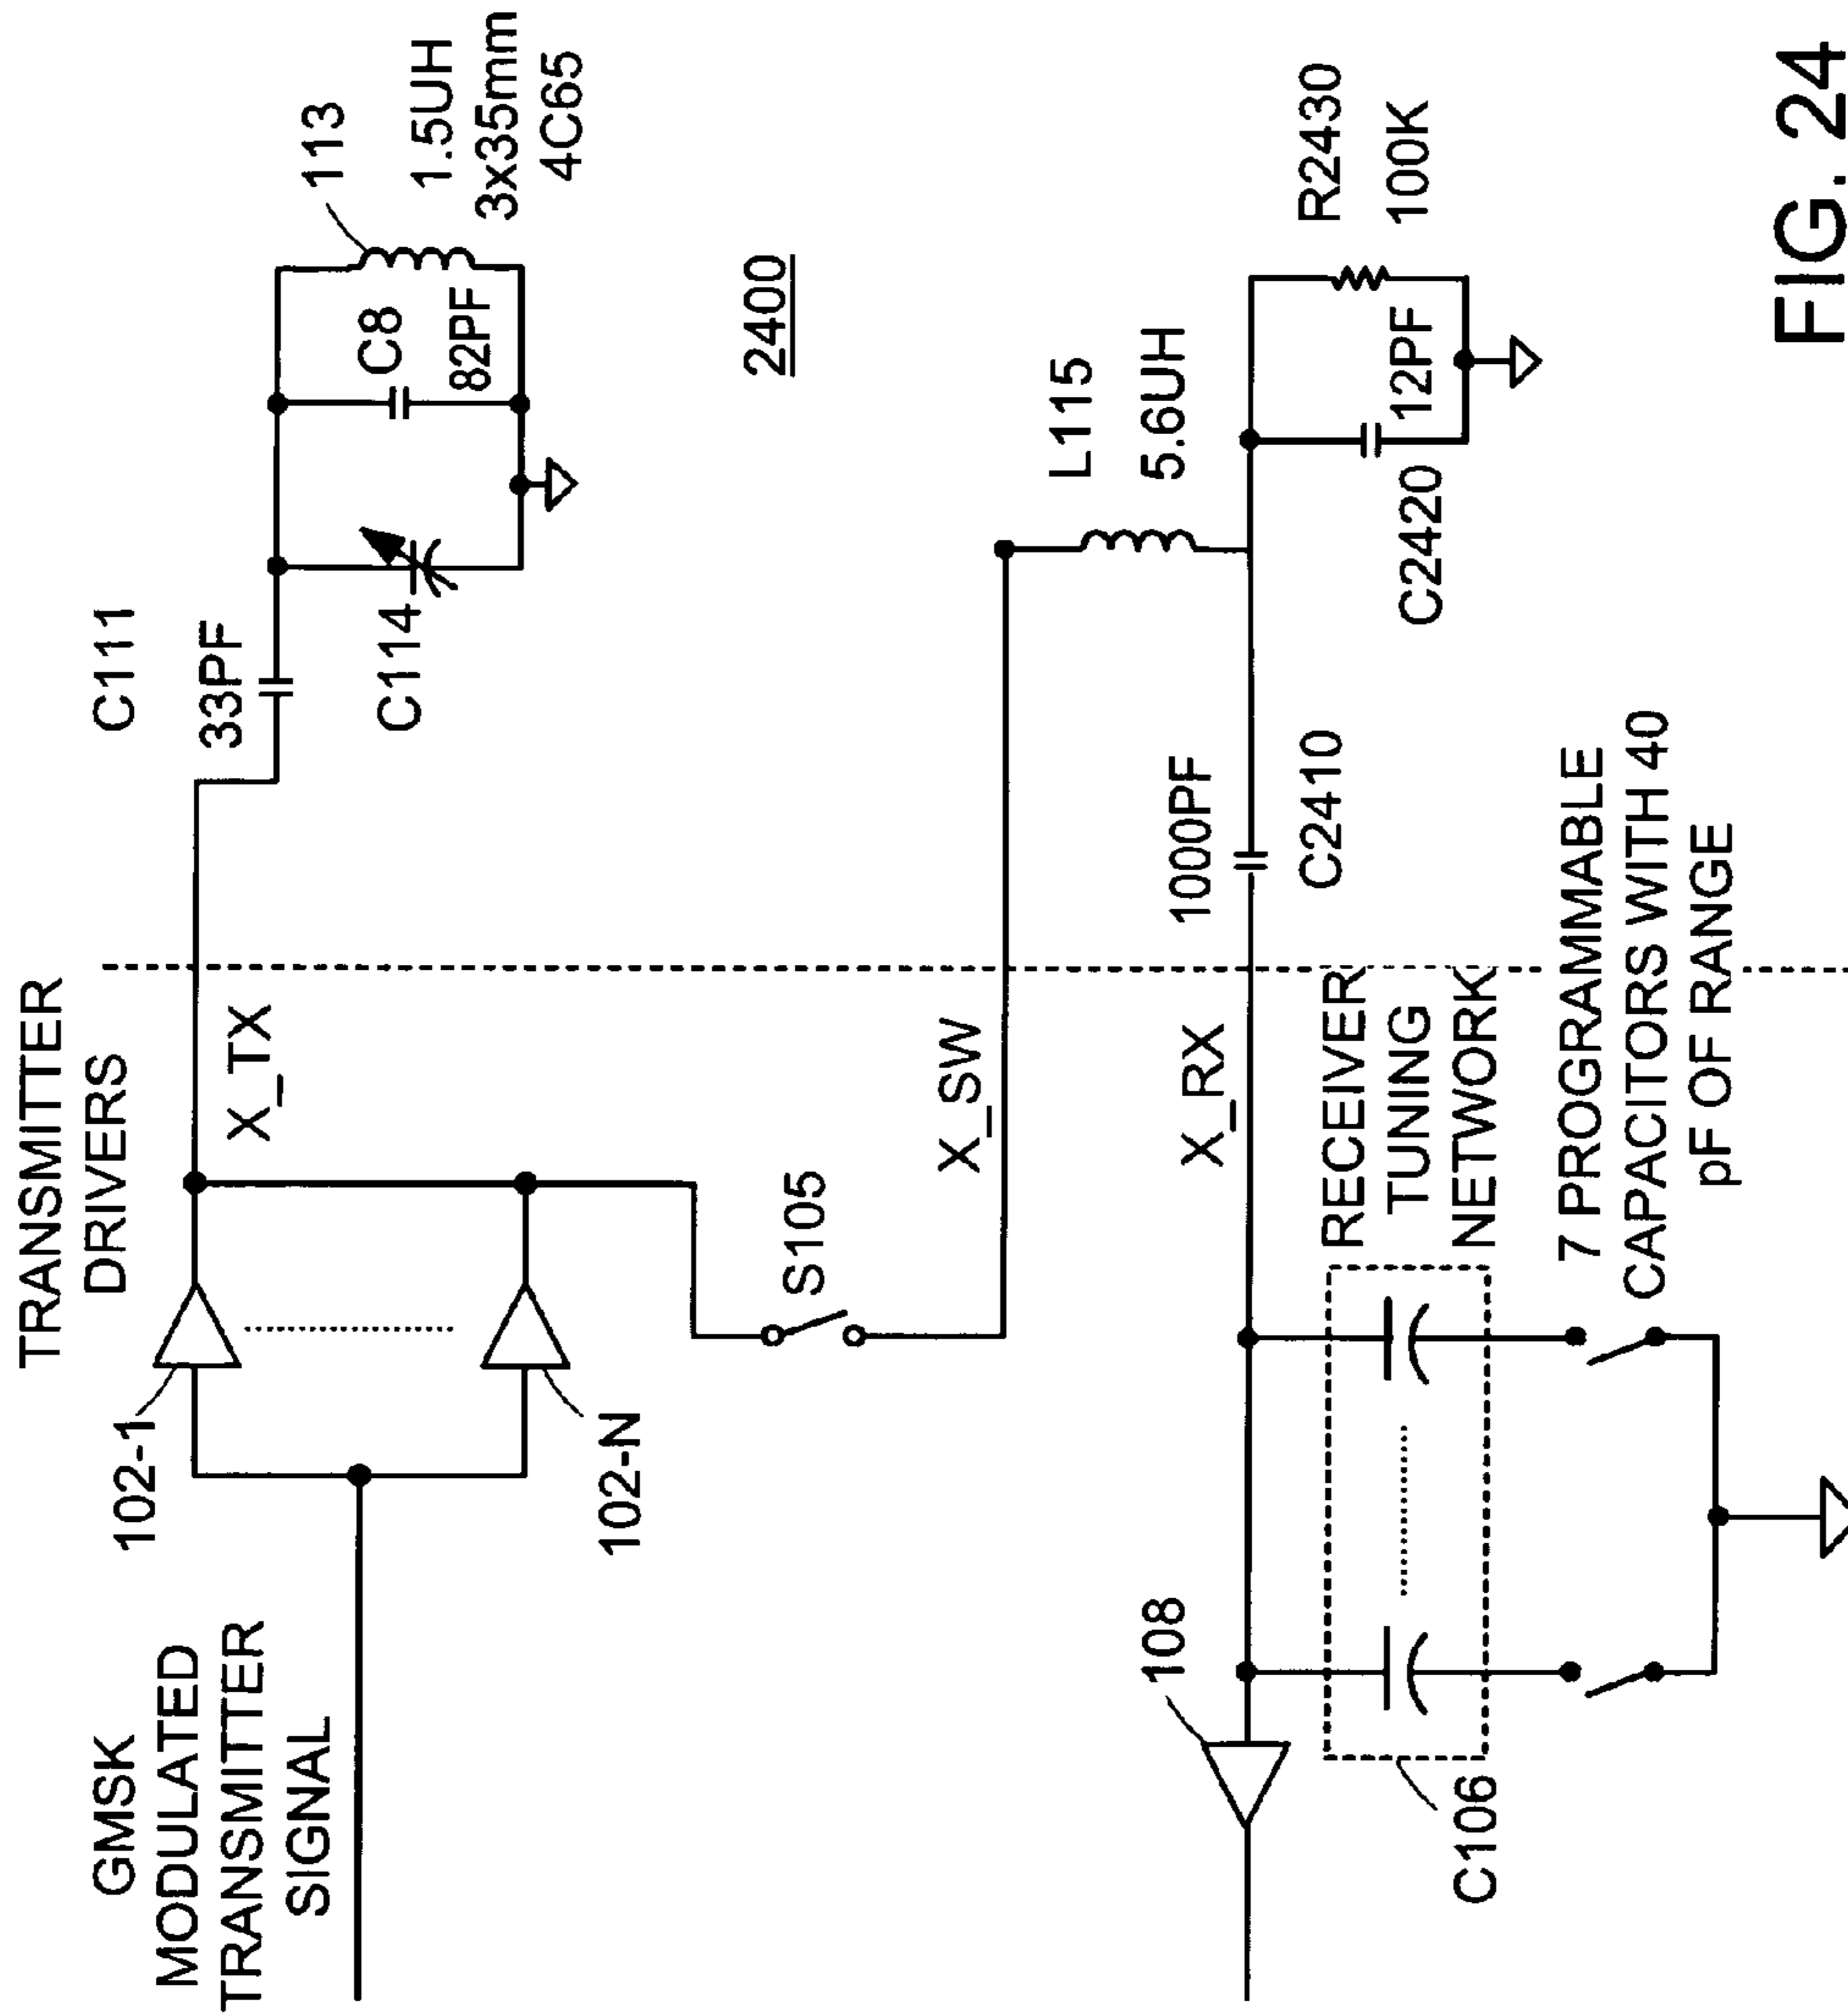 TRANSMITTER
DRIVERS
GMSK
MODULATED
TRANSMITTER
SIGNAL
102-1
102-N
X_TX
C111
33PF
C114
C8
82PF
113
1.5UH
3x35mm
4C65
2400
S105
X_SW
L115
5.6UH
108
X_RX
1000PF
C2410
C2420
12PF
R2430
100K
RECEIVER
TUNING
NETWORK
C106
7 PROGRAMMABLE
CAPACITORS WITH 40
pF OF RANGE
FIG. 24